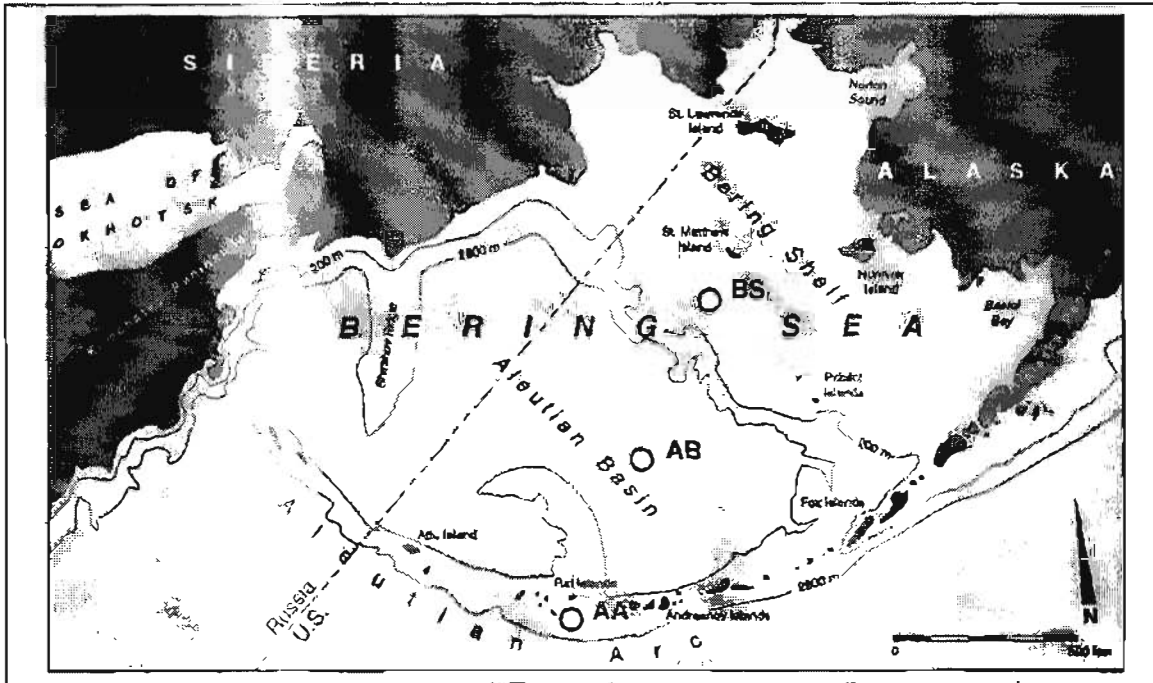 SIBERIA
Norton
Sound
St. Lawrence
Island
ALASKA
SEA OF
OKHOTSK
Bering Shelf
St. Matthew
Island
Nunivak
Island
200 m
2800 m
BS
Bristol
Bay
BERING SEA
Shirshov Ridge
Aleutian Basin
Pribilof
Islands
AB
200 m
Fox Islands
Attu Island
2800 m
Rat Islands
AA
Andreanof Islands
Russia
U.S.
Aleutian Arc
N
0
500 km